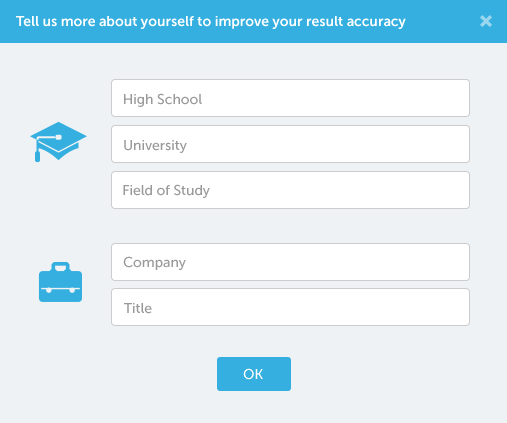 Tell us more about yourself to improve your result accuracy
High School
University
Field of Study
Company
Title
OK